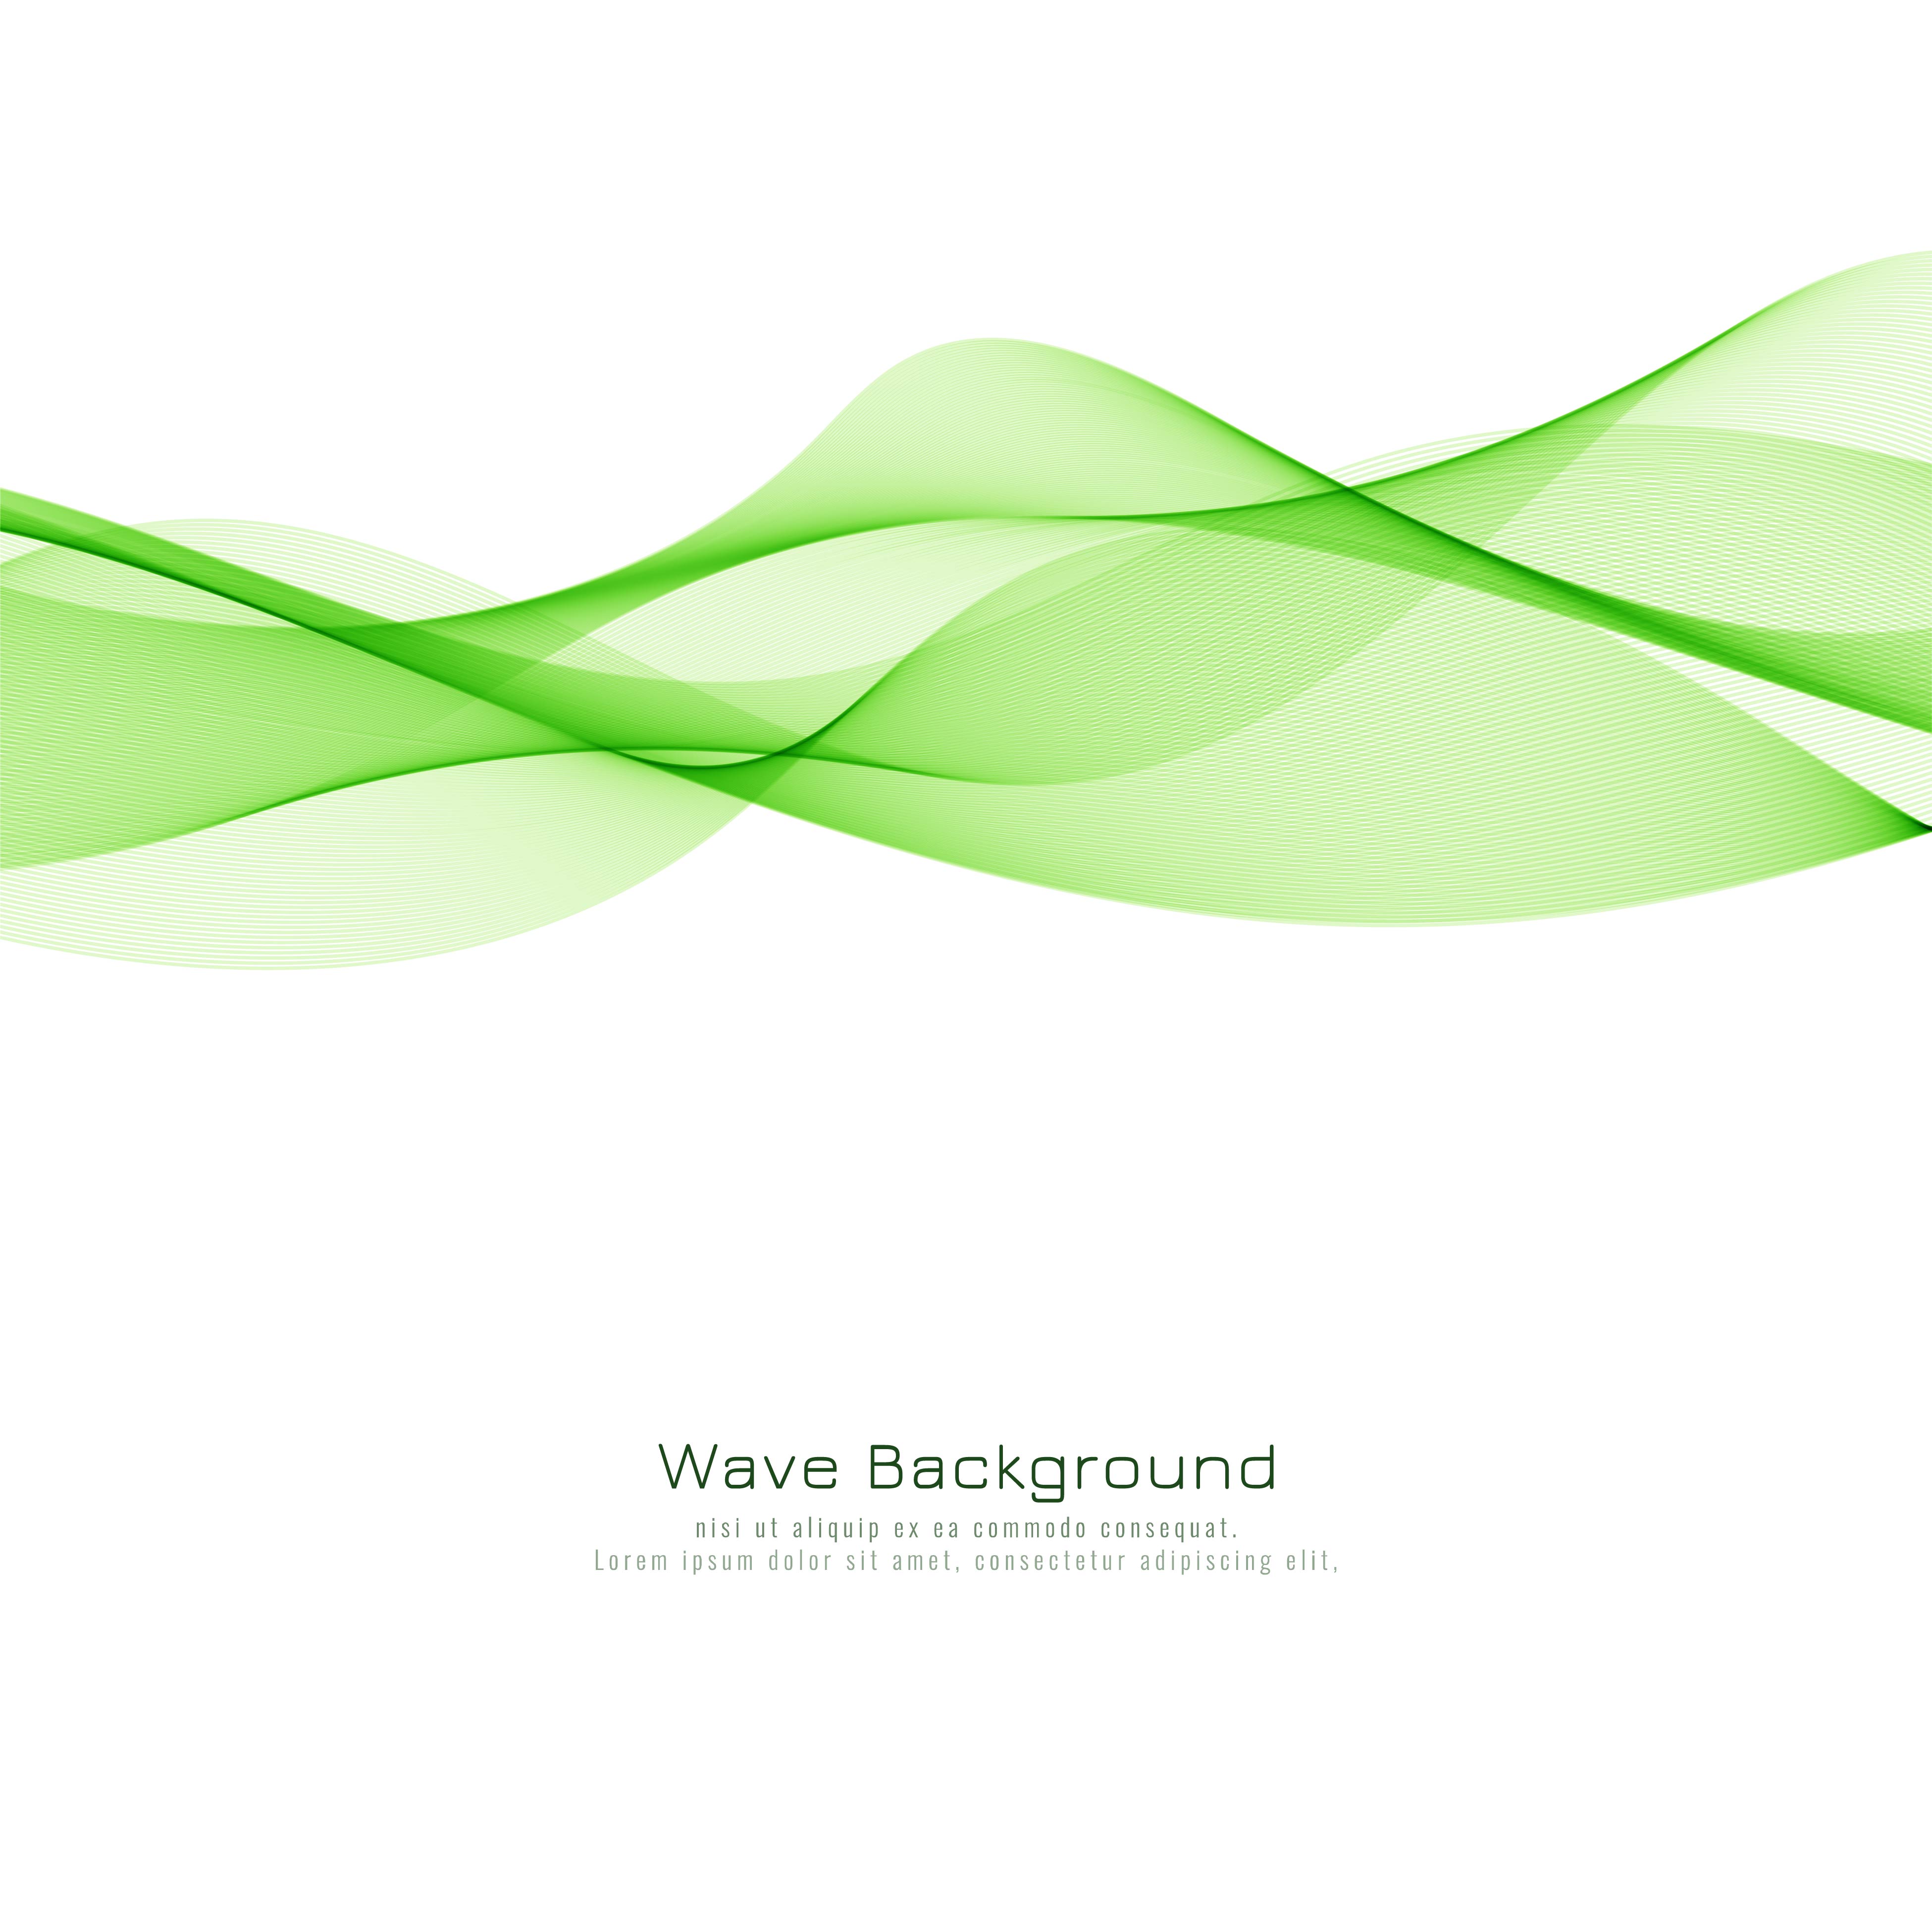 Wave Background
nisi ut aliquip ex ea commodo consequat.
Lorem ipsum dolor sit amet, consectetur adipiscing elit,